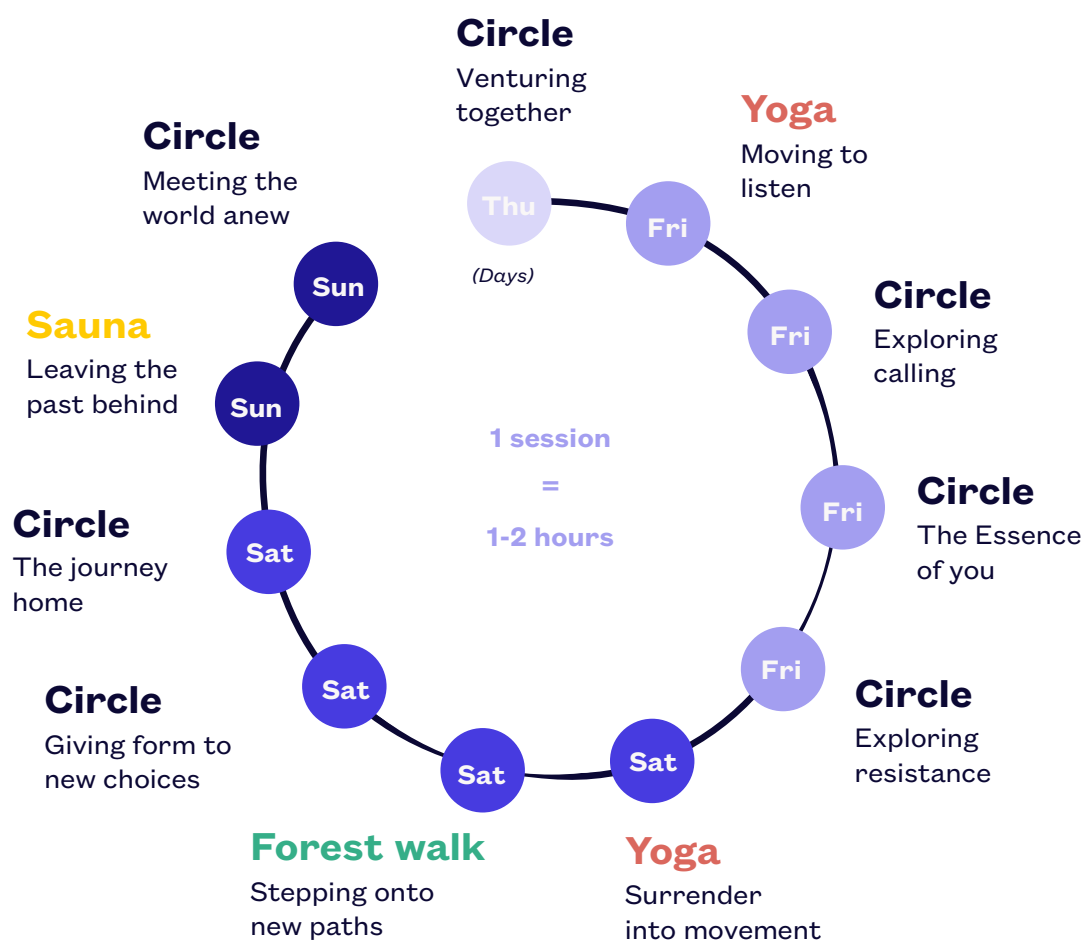 Circle
Venturing
together
Thu
(Days)
Yoga
Moving to
listen
Fri
Circle
Exploring
calling
Fri
Circle
The Essence
of you
Fri
Circle
Exploring
resistance
Fri
Yoga
Surrender
into movement
Sat
Forest walk
Stepping onto
new paths
Sat
Circle
Giving form to
new choices
Sat
Circle
The journey
home
Sat
Sauna
Leaving the
past behind
Sun
Circle
Meeting the
world anew
Sun
1 session
=
1-2 hours